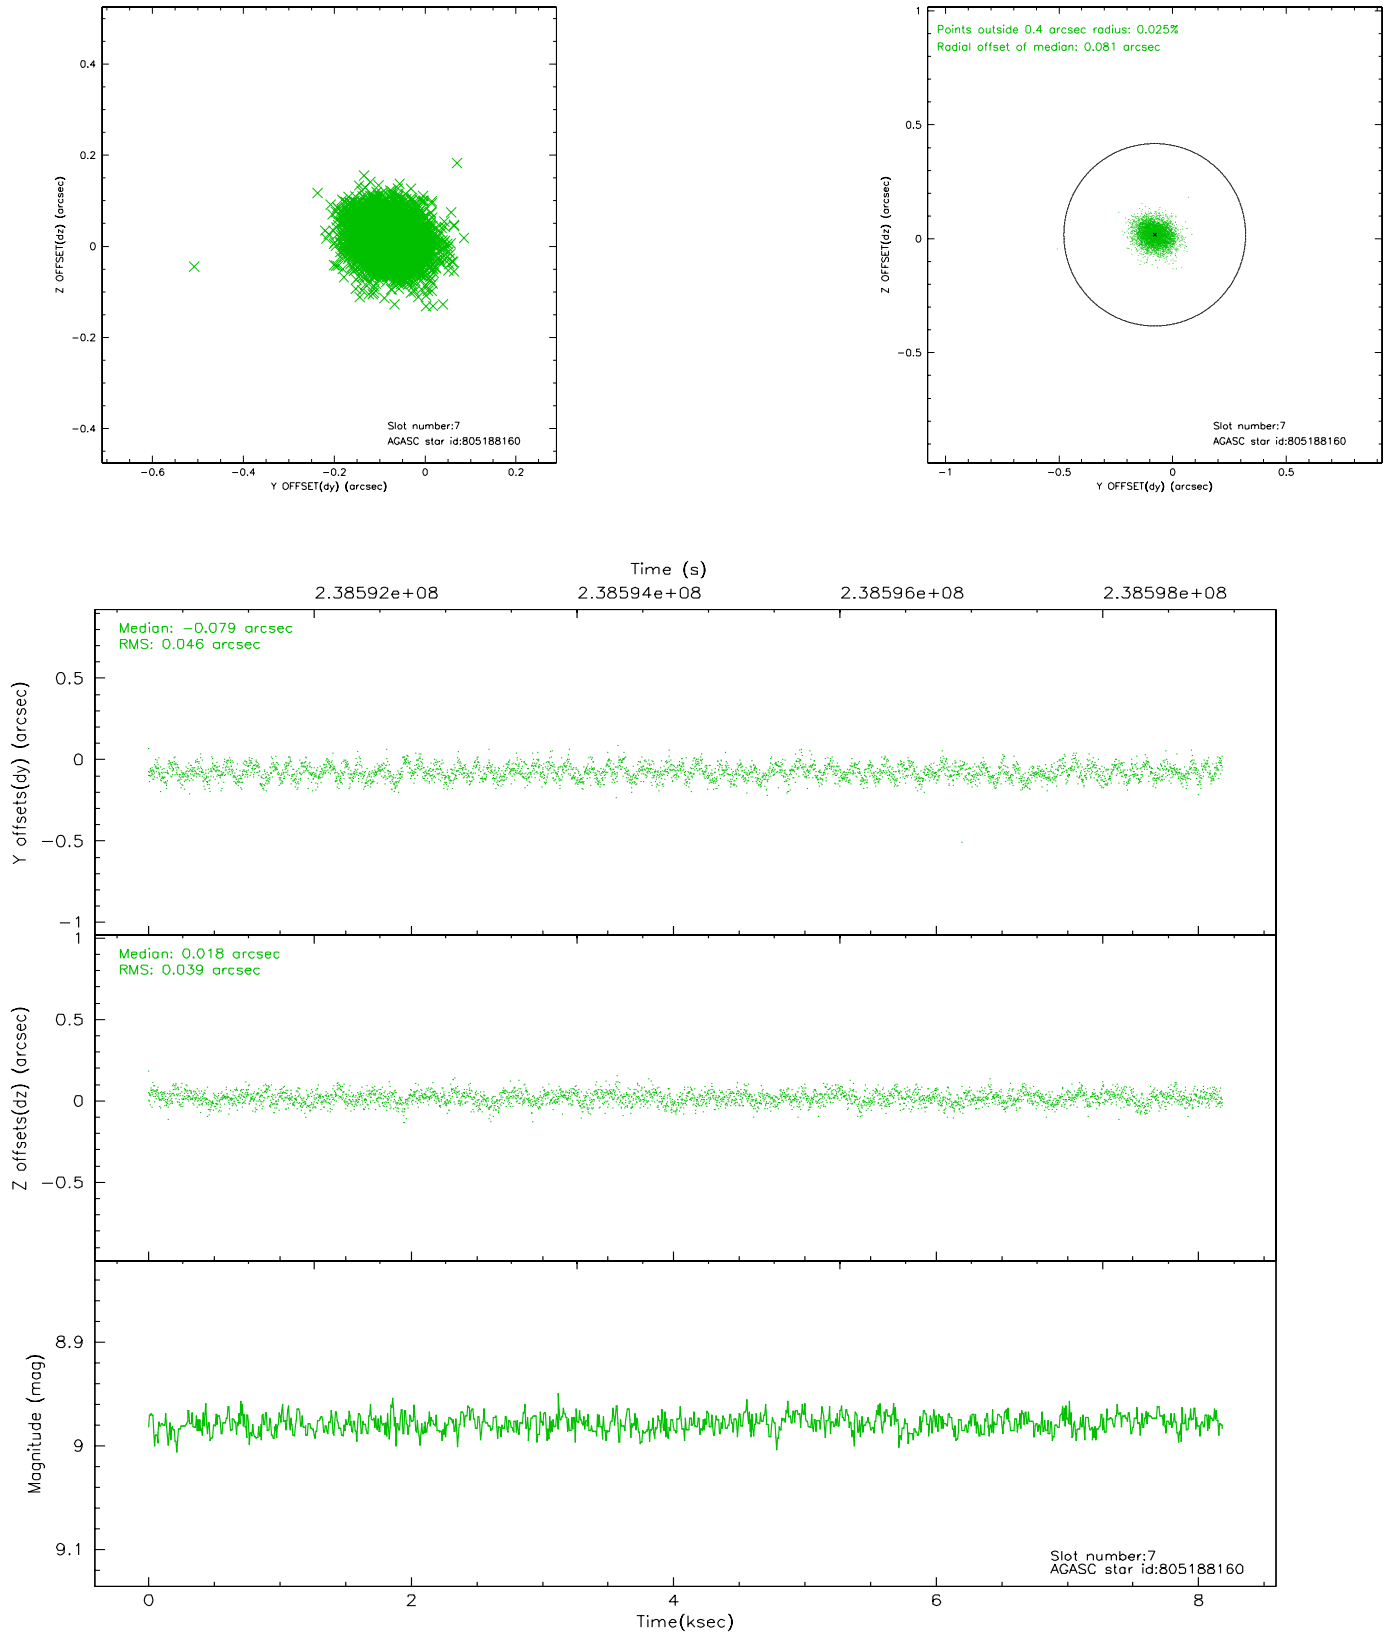 0.4
0.2
0
−0.2
−0.4
Z OFFSET(dz) (arcsec)
−0.6
−0.4
−0.2
0
0.2
Y OFFSET(dy) (arcsec)
Slot number:7
AGASC star id:805188160
Points outside 0.4 arcsec radius: 0.025%
Radial offset of median: 0.081 arcsec
1
0.5
0
−0.5
Z OFFSET(dz) (arcsec)
−1
−0.5
0
0.5
Y OFFSET(dy) (arcsec)
Slot number:7
AGASC star id:805188160
Time (s)
2.38592e+08
2.38594e+08
2.38596e+08
2.38598e+08
Median: −0.079 arcsec
RMS: 0.046 arcsec
0.5
0
−0.5
−1
Y offsets(dy) (arcsec)
Median: 0.018 arcsec
RMS: 0.039 arcsec
1
0.5
0
−0.5
Z offsets(dz) (arcsec)
8.9
9
9.1
Magnitude (mag)
Slot number:7
AGASC star id:805188160
0
2
4
6
8
Time(ksec)